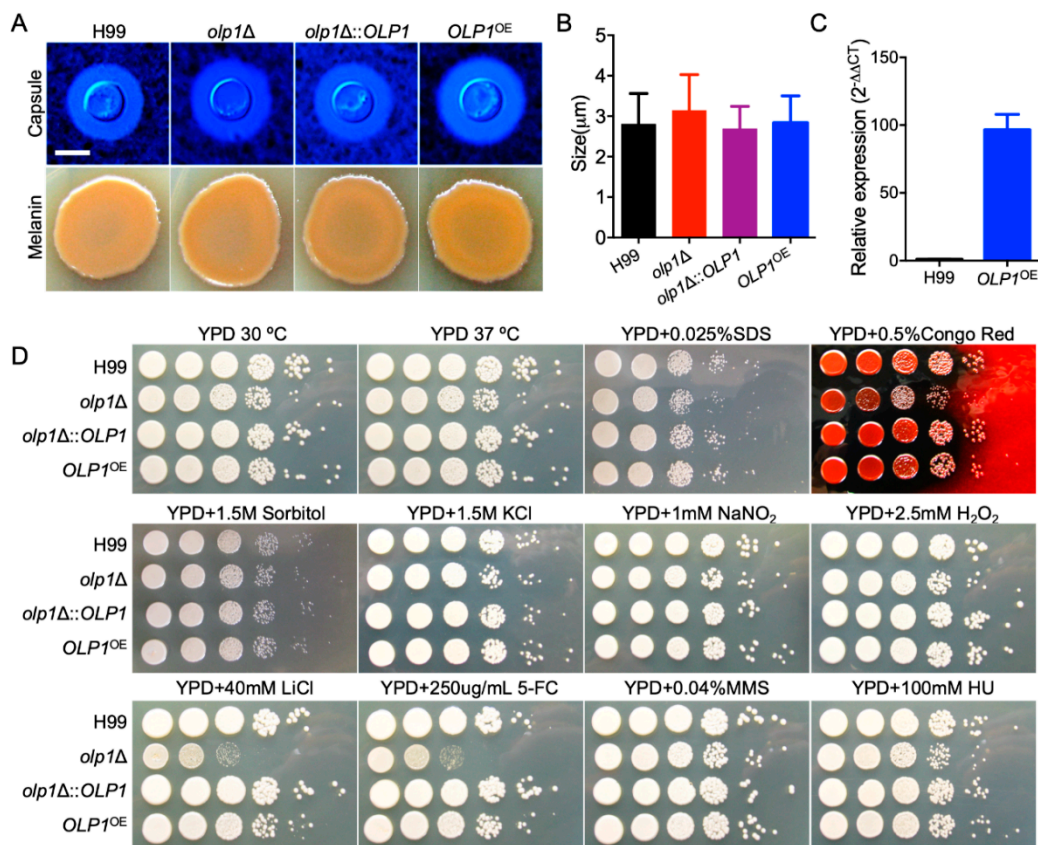 A
H99
olp1Δ
olp1Δ::OLP1
OLP1OE
Capsule
Melanin
B
Size(μm)
5
4
3
2
1
0
H99
olp1Δ
olp1Δ::OLP1
OLP1OE
C
Relative expression (2-ΔΔCT)
150
100
50
0
H99
OLP1OE
D
YPD 30 ºC
YPD 37 ºC
YPD+0.025%SDS
YPD+0.5%Congo Red
H99
olp1Δ
olp1Δ::OLP1
OLP1OE
YPD+1.5M Sorbitol
YPD+1.5M KCl
YPD+1mM NaNO2
YPD+2.5mM H2O2
H99
olp1Δ
olp1Δ::OLP1
OLP1OE
YPD+40mM LiCl
YPD+250ug/mL 5-FC
YPD+0.04%MMS
YPD+100mM HU
H99
olp1Δ
olp1Δ::OLP1
OLP1OE